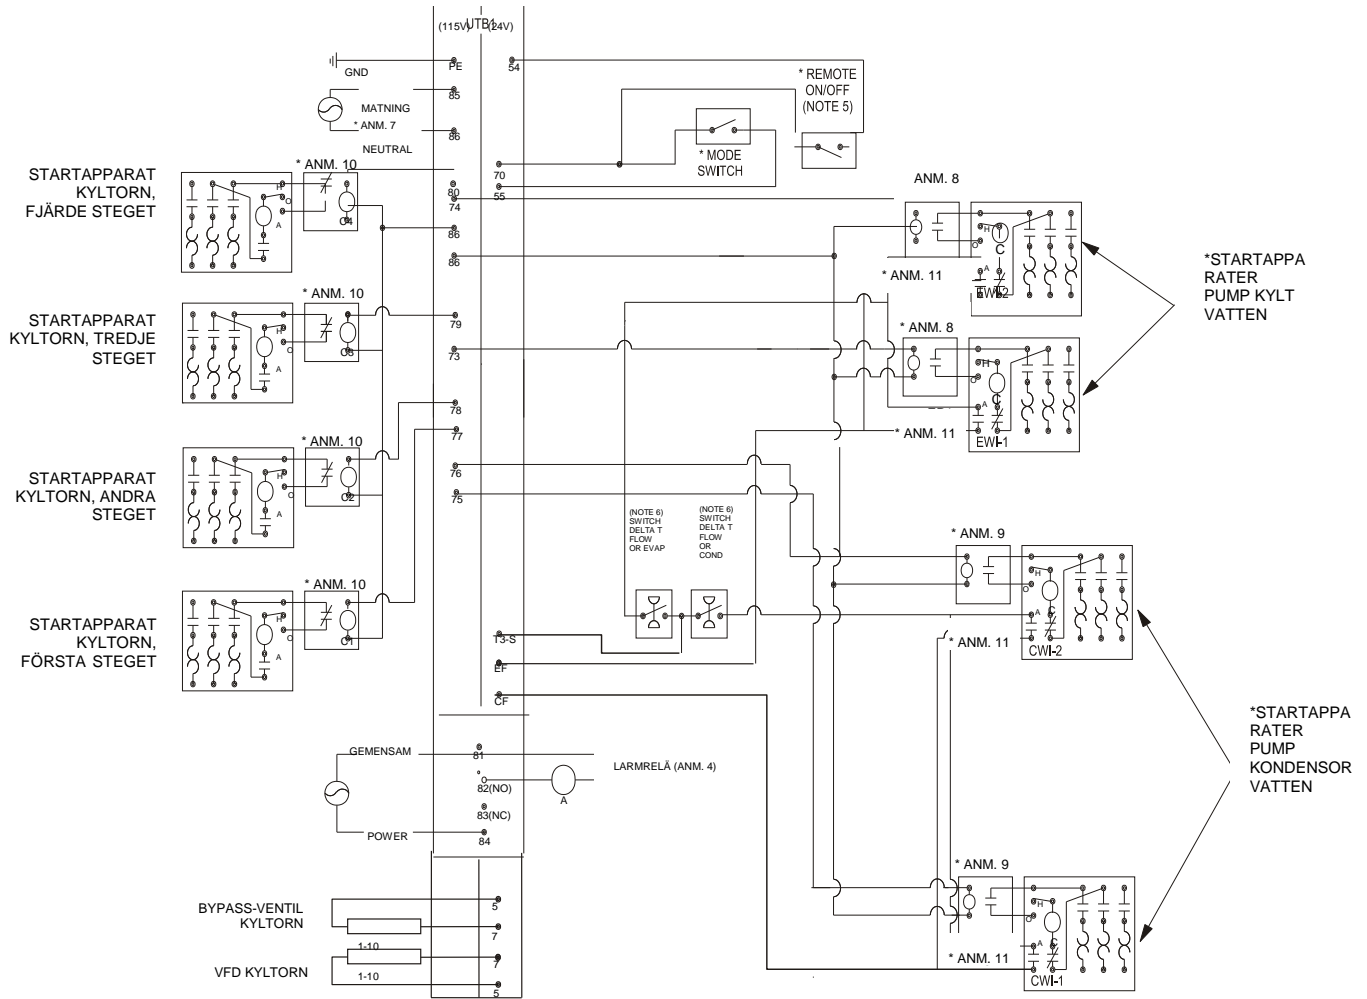 (115V)
UTB1
(24V)
PE
54
GND
85
MATNING
* ANM. 7
86
NEUTRAL
* REMOTE
ON/OFF
(NOTE 5)
* MODE
SWITCH
70
55
80
74
86
86
STARTAPPARAT
KYLTORN,
FJÄRDE STEGET
* ANM. 10
H
O
A
C4
STARTAPPARAT
KYLTORN, TREDJE
STEGET
* ANM. 10
H
O
A
C3
79
73
STARTAPPARAT
KYLTORN, ANDRA
STEGET
* ANM. 10
H
O
A
C2
78
77
76
75
STARTAPPARAT
KYLTORN,
FÖRSTA STEGET
* ANM. 10
H
O
A
C1
ANM. 8
H
O
C
A
* ANM. 11
*STARTAPPA
RATER
PUMP KYLT
VATTEN
* ANM. 8
H
O
C
A
* ANM. 11
EWI-1
(NOTE 6)
SWITCH
DELTA T
FLOW
OR EVAP
(NOTE 6)
SWITCH
DELTA T
FLOW
OR
COND
* ANM. 9
H
O
A
C
* ANM. 11
CWI-2
T3-S
EF
CF
*STARTAPPA
RATER
PUMP
KONDENSOR
VATTEN
GEMENSAM
81
LARMRELÄ (ANM. 4)
82(NO)
A
83(NC)
POWER
84
* ANM. 9
H
O
A
C
* ANM. 11
CWI-1
BYPASS-VENTIL
KYLTORN
1-10
5
7
VFD KYLTORN
1-10
7
5